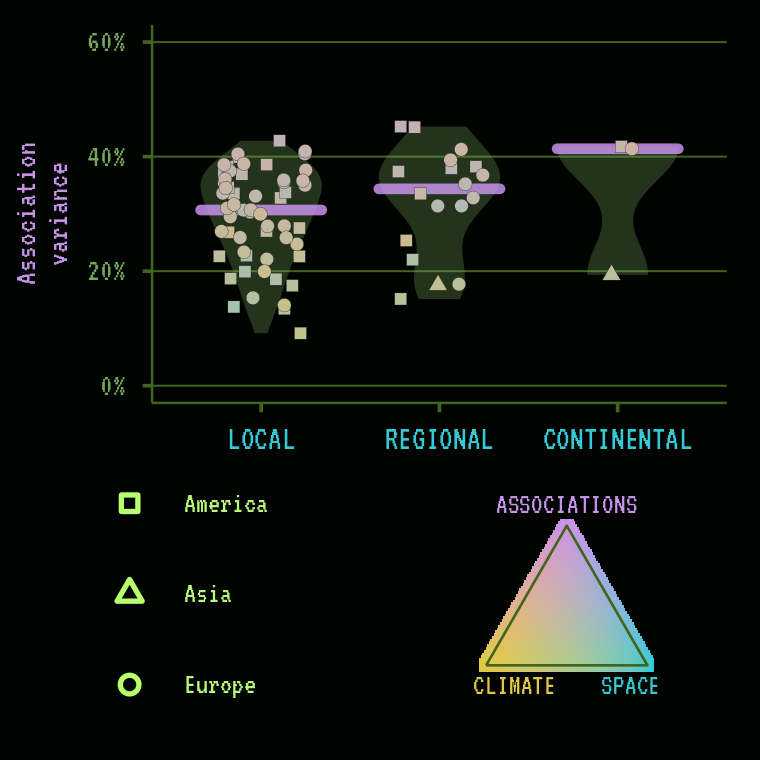 60%
40%
20%
0%
Association
variance
LOCAL
REGIONAL
CONTINENTAL
America
Asia
Europe
ASSOCIATIONS
CLIMATE
SPACE